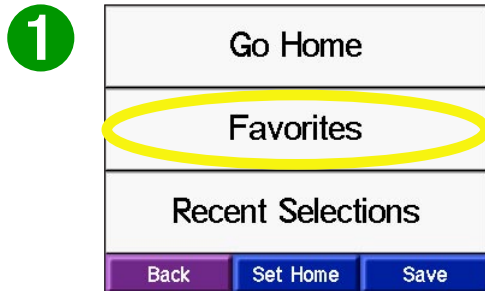 1
Go Home
Favorites
Recent Selections
Back Set Home Save